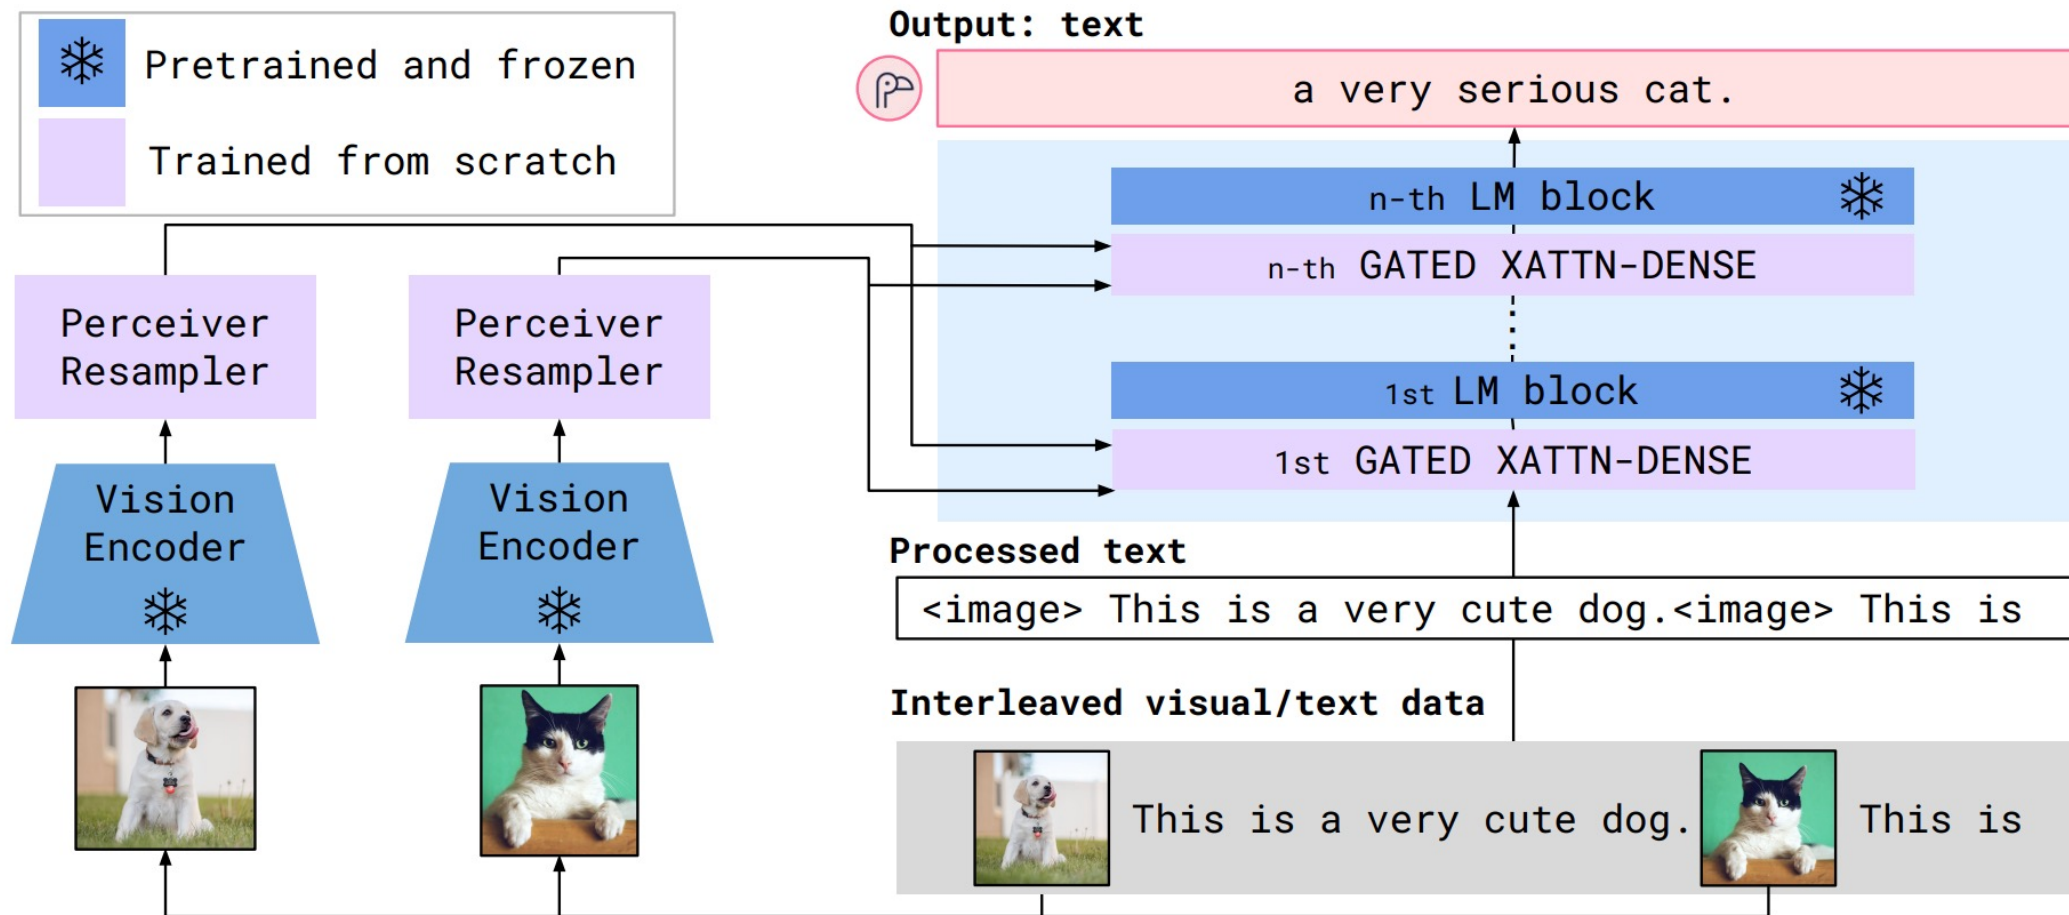 Pretrained and frozen
Trained from scratch
Output: text
a very serious cat.
n-th LM block
n-th GATED XATTN-DENSE
1st LM block
1st GATED XATTN-DENSE
Perceiver
Resampler
Perceiver
Resampler
Vision
Encoder
Vision
Encoder
Processed text
<image> This is a very cute dog.<image> This is
Interleaved visual/text data
This is a very cute dog.
This is